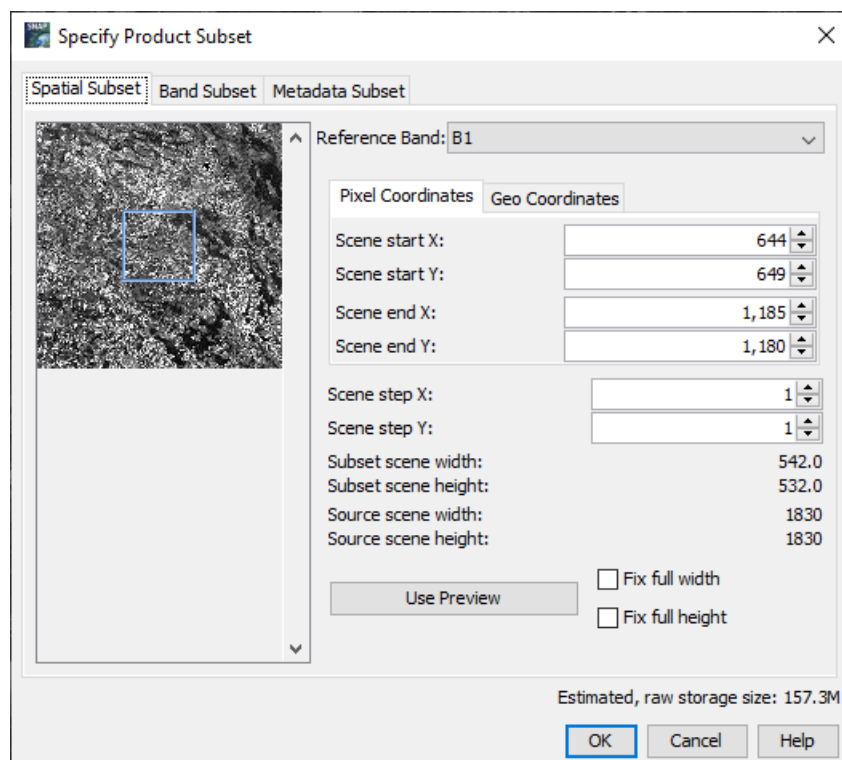 SNAP
Specify Product Subset
Spatial Subset Band Subset Metadata Subset
Reference Band: B1
Pixel Coordinates Geo Coordinates
Scene start X: 644
Scene start Y: 649
Scene end X: 1,185
Scene end Y: 1,180
Scene step X: 1
Scene step Y: 1
Subset scene width: 542.0
Subset scene height: 532.0
Source scene width: 1830
Source scene height: 1830
Use Preview
Fix full width
Fix full height
Estimated, raw storage size: 157.3M
OK Cancel Help